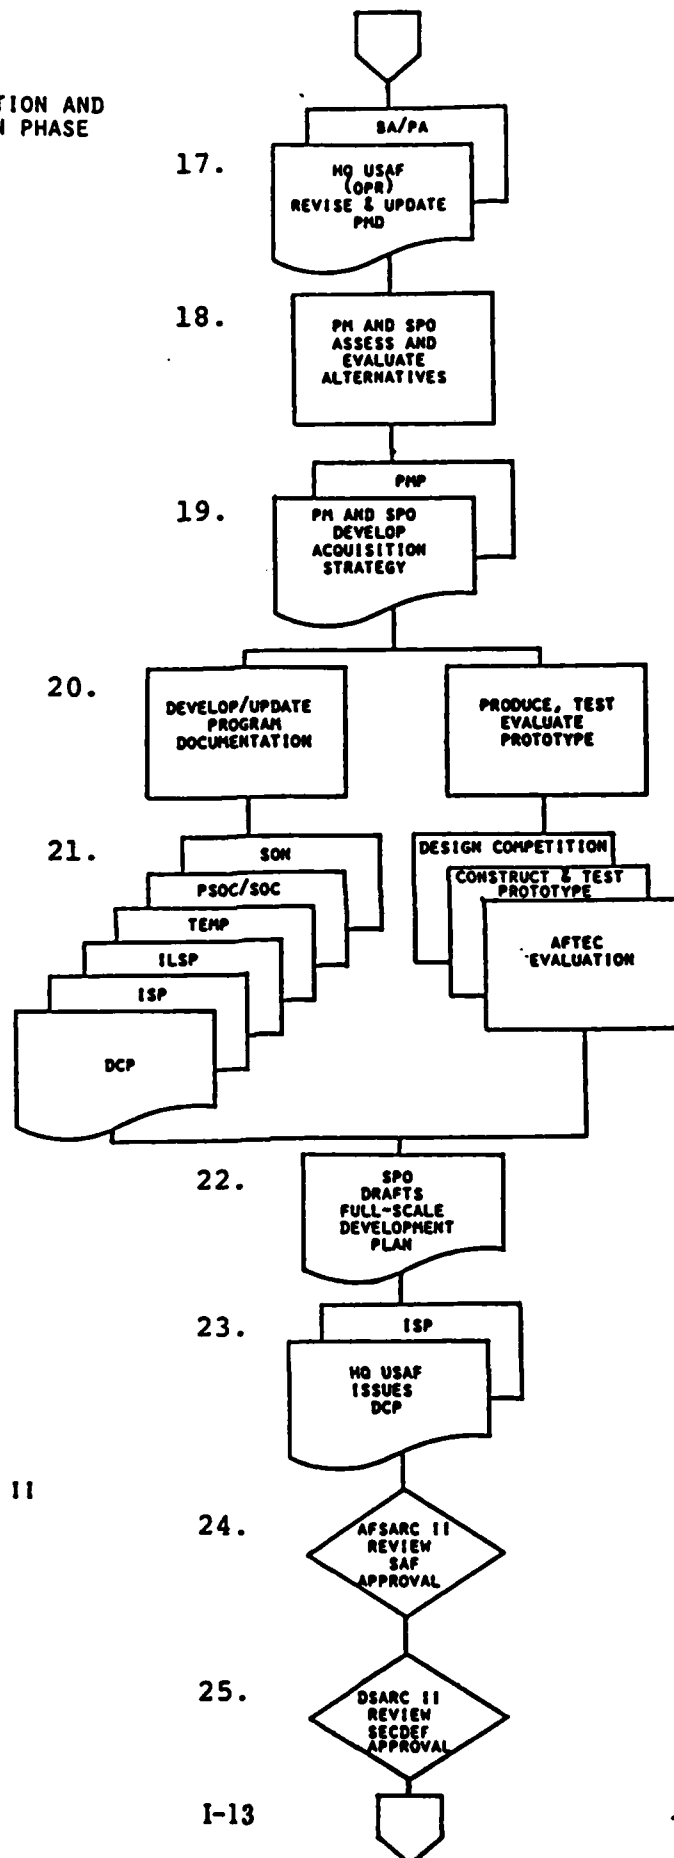 TION AND
N PHASE
17.
BA/PA
HQ USAF
(OPR)
REVISE & UPDATE
PMD
18.
PM AND SPO
ASSESS AND
EVALUATE
ALTERNATIVES
PMP
19.
PM AND SPO
DEVELOP
ACQUISITION
STRATEGY
20.
DEVELOP/UPDATE
PROGRAM
DOCUMENTATION
PRODUCE, TEST
EVALUATE
PROTOTYPE
21.
SON
PSOC/SOC
TEMP
ILSP
ISP
DCP
DESIGN COMPETITION
CONSTRUCT & TEST
PROTOTYPE
AFTEC
EVALUATION
22.
SPO
DRAFTS
FULL-SCALE
DEVELOPMENT
PLAN
23.
ISP
HQ USAF
ISSUES
DCP
II
24.
AFSARC II
REVIEW
SAF
APPROVAL
25.
DSARC II
REVIEW
SECDEF
APPROVAL
I-13